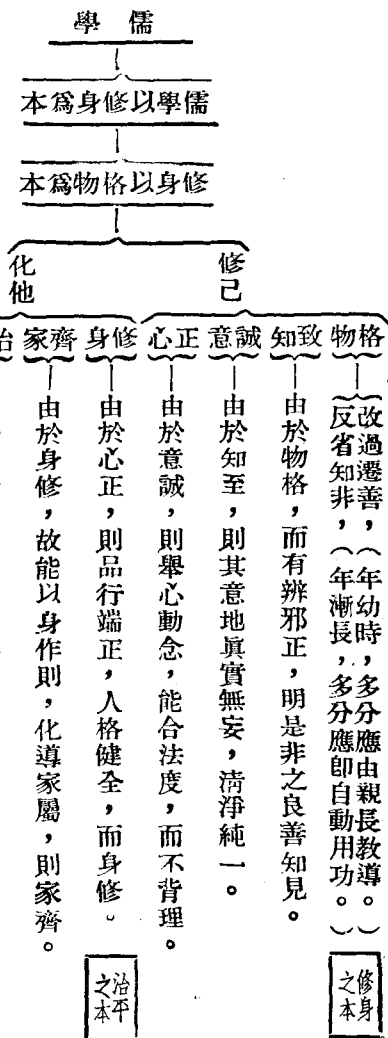 儒學
儒學以修身爲本
修身以格物爲本
修己
化他
格物
改過遷善，（年幼時，多分應由親長教導。）
反省知非，（年漸長，多分應即自動用功。）
修身之本
致知
由於物格，而有辨邪正，明是非之良善知見。
誠意
由於知至，則其意地眞實無妄，淸淨純一。
正心
由於意誠，則舉心動念，能合法度，而不背理。
修身
由於心正，則品行端正，人格健全，而身修。
治平之本
齊家
由於身修，故能以身作則，化導家屬，則家齊。
治